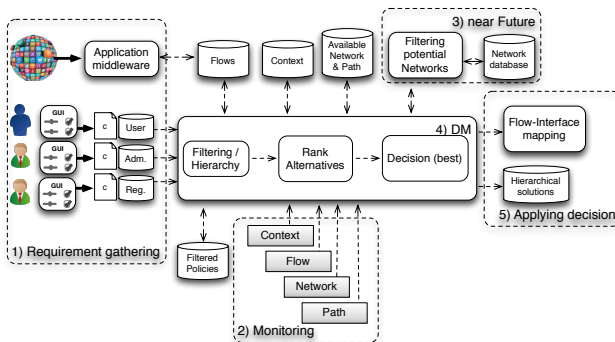 3) near Future
Application
middleware
Flows
Context
Available
Network
& Path
Filtering
potential
Networks
Network
database
GUI
c
User
GUI
c
Adm.
GUI
c
Reg.
4) DM
Filtering /
Hierarchy
Rank
Alternatives
Decision (best)
Flow-Interface
mapping
Hierarchical
solutions
5) Applying decision
1) Requirement gathering
Filtered
Policies
Context
Flow
Network
Path
2) Monitoring